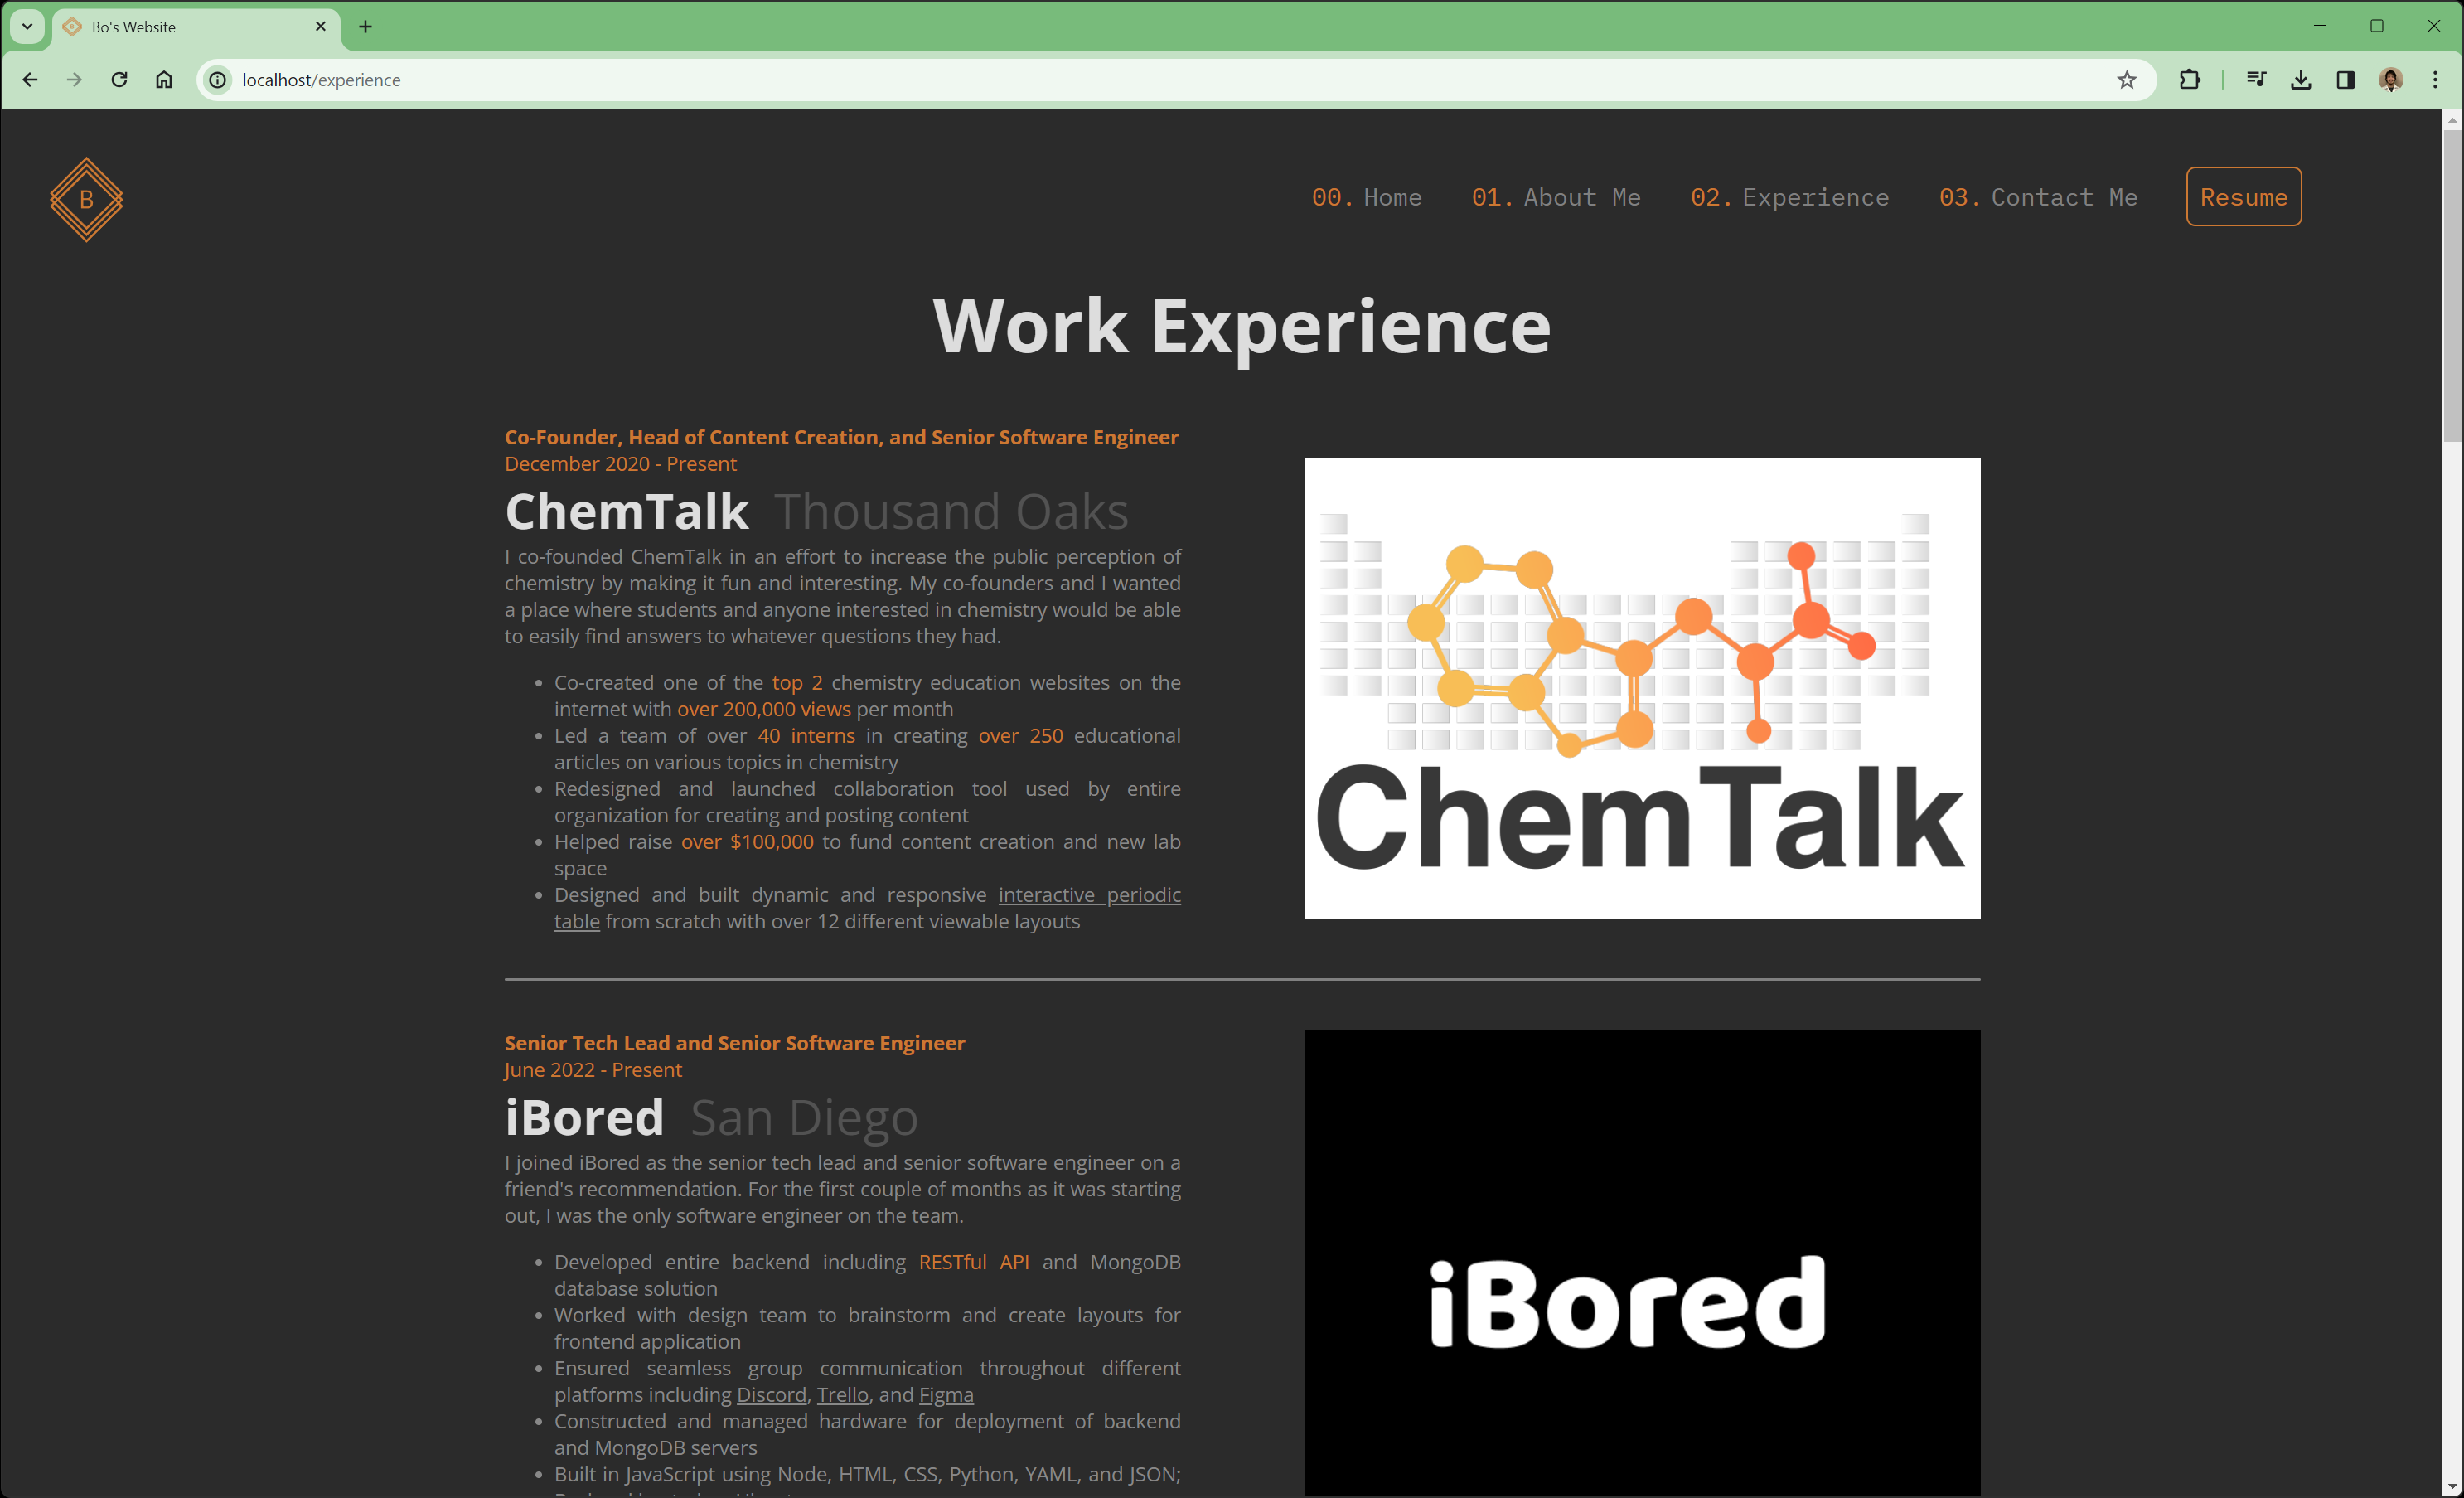 Bo's Website
localhost/experience
B
00. Home 01. About Me 02. Experience 03. Contact Me Resume
Work Experience
Co-Founder, Head of Content Creation, and Senior Software Engineer
December 2020 - Present
ChemTalk Thousand Oaks
I co-founded ChemTalk in an effort to increase the public perception of
chemistry by making it fun and interesting. My co-founders and I wanted
a place where students and anyone interested in chemistry would be able
to easily find answers to whatever questions they had.
• Co-created one of the top 2 chemistry education websites on the
internet with over 200,000 views per month
• Led a team of over 40 interns in creating over 250 educational
articles on various topics in chemistry
• Redesigned and launched collaboration tool used by entire
organization for creating and posting content
• Helped raise over $100,000 to fund content creation and new lab
space
• Designed and built dynamic and responsive interactive periodic
table from scratch with over 12 different viewable layouts
ChemTalk
Senior Tech Lead and Senior Software Engineer
June 2022 - Present
iBored San Diego
I joined iBored as the senior tech lead and senior software engineer on a
friend's recommendation. For the first couple of months as it was starting
out, I was the only software engineer on the team.
• Developed entire backend including RESTful API and MongoDB
database solution
• Worked with design team to brainstorm and create layouts for
frontend application
• Ensured seamless group communication throughout different
platforms including Discord, Trello, and Figma
• Constructed and managed hardware for deployment of backend
and MongoDB servers
• Built in JavaScript using Node, HTML, CSS, Python, YAML, and JSON;
iBored